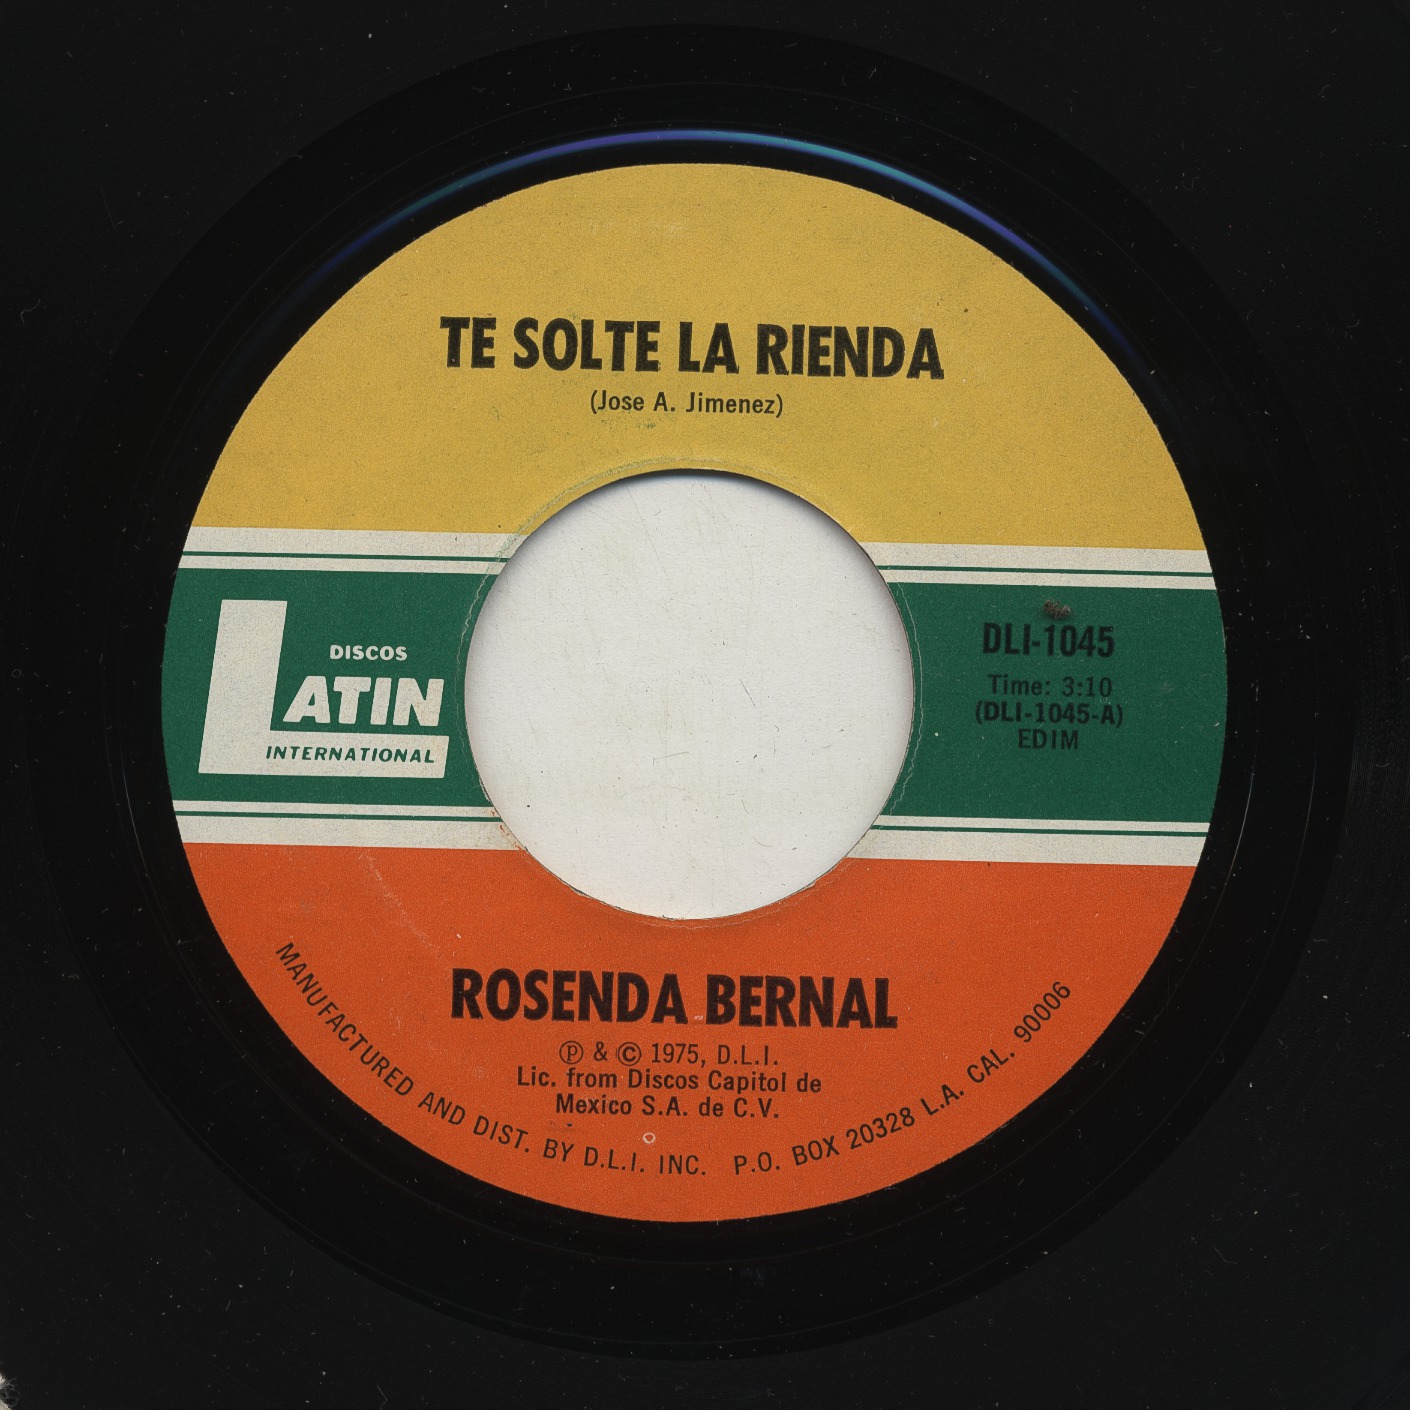 TE SOLTE LA RIENDA
(Jose A. Jimenez)
DISCOS
LATIN
INTERNATIONAL
DLI-1045
Time: 3:10
(DLI-1045-A)
EDIM
ROSENDA BERNAL
Ⓟ & © 1975, D.L.I.
Lic. from Discos Capitol de
Mexico S.A. de C.V.
MANUFACTURED AND DIST. BY D.L.I. INC. P.O. BOX 20328 L.A. CAL. 90006